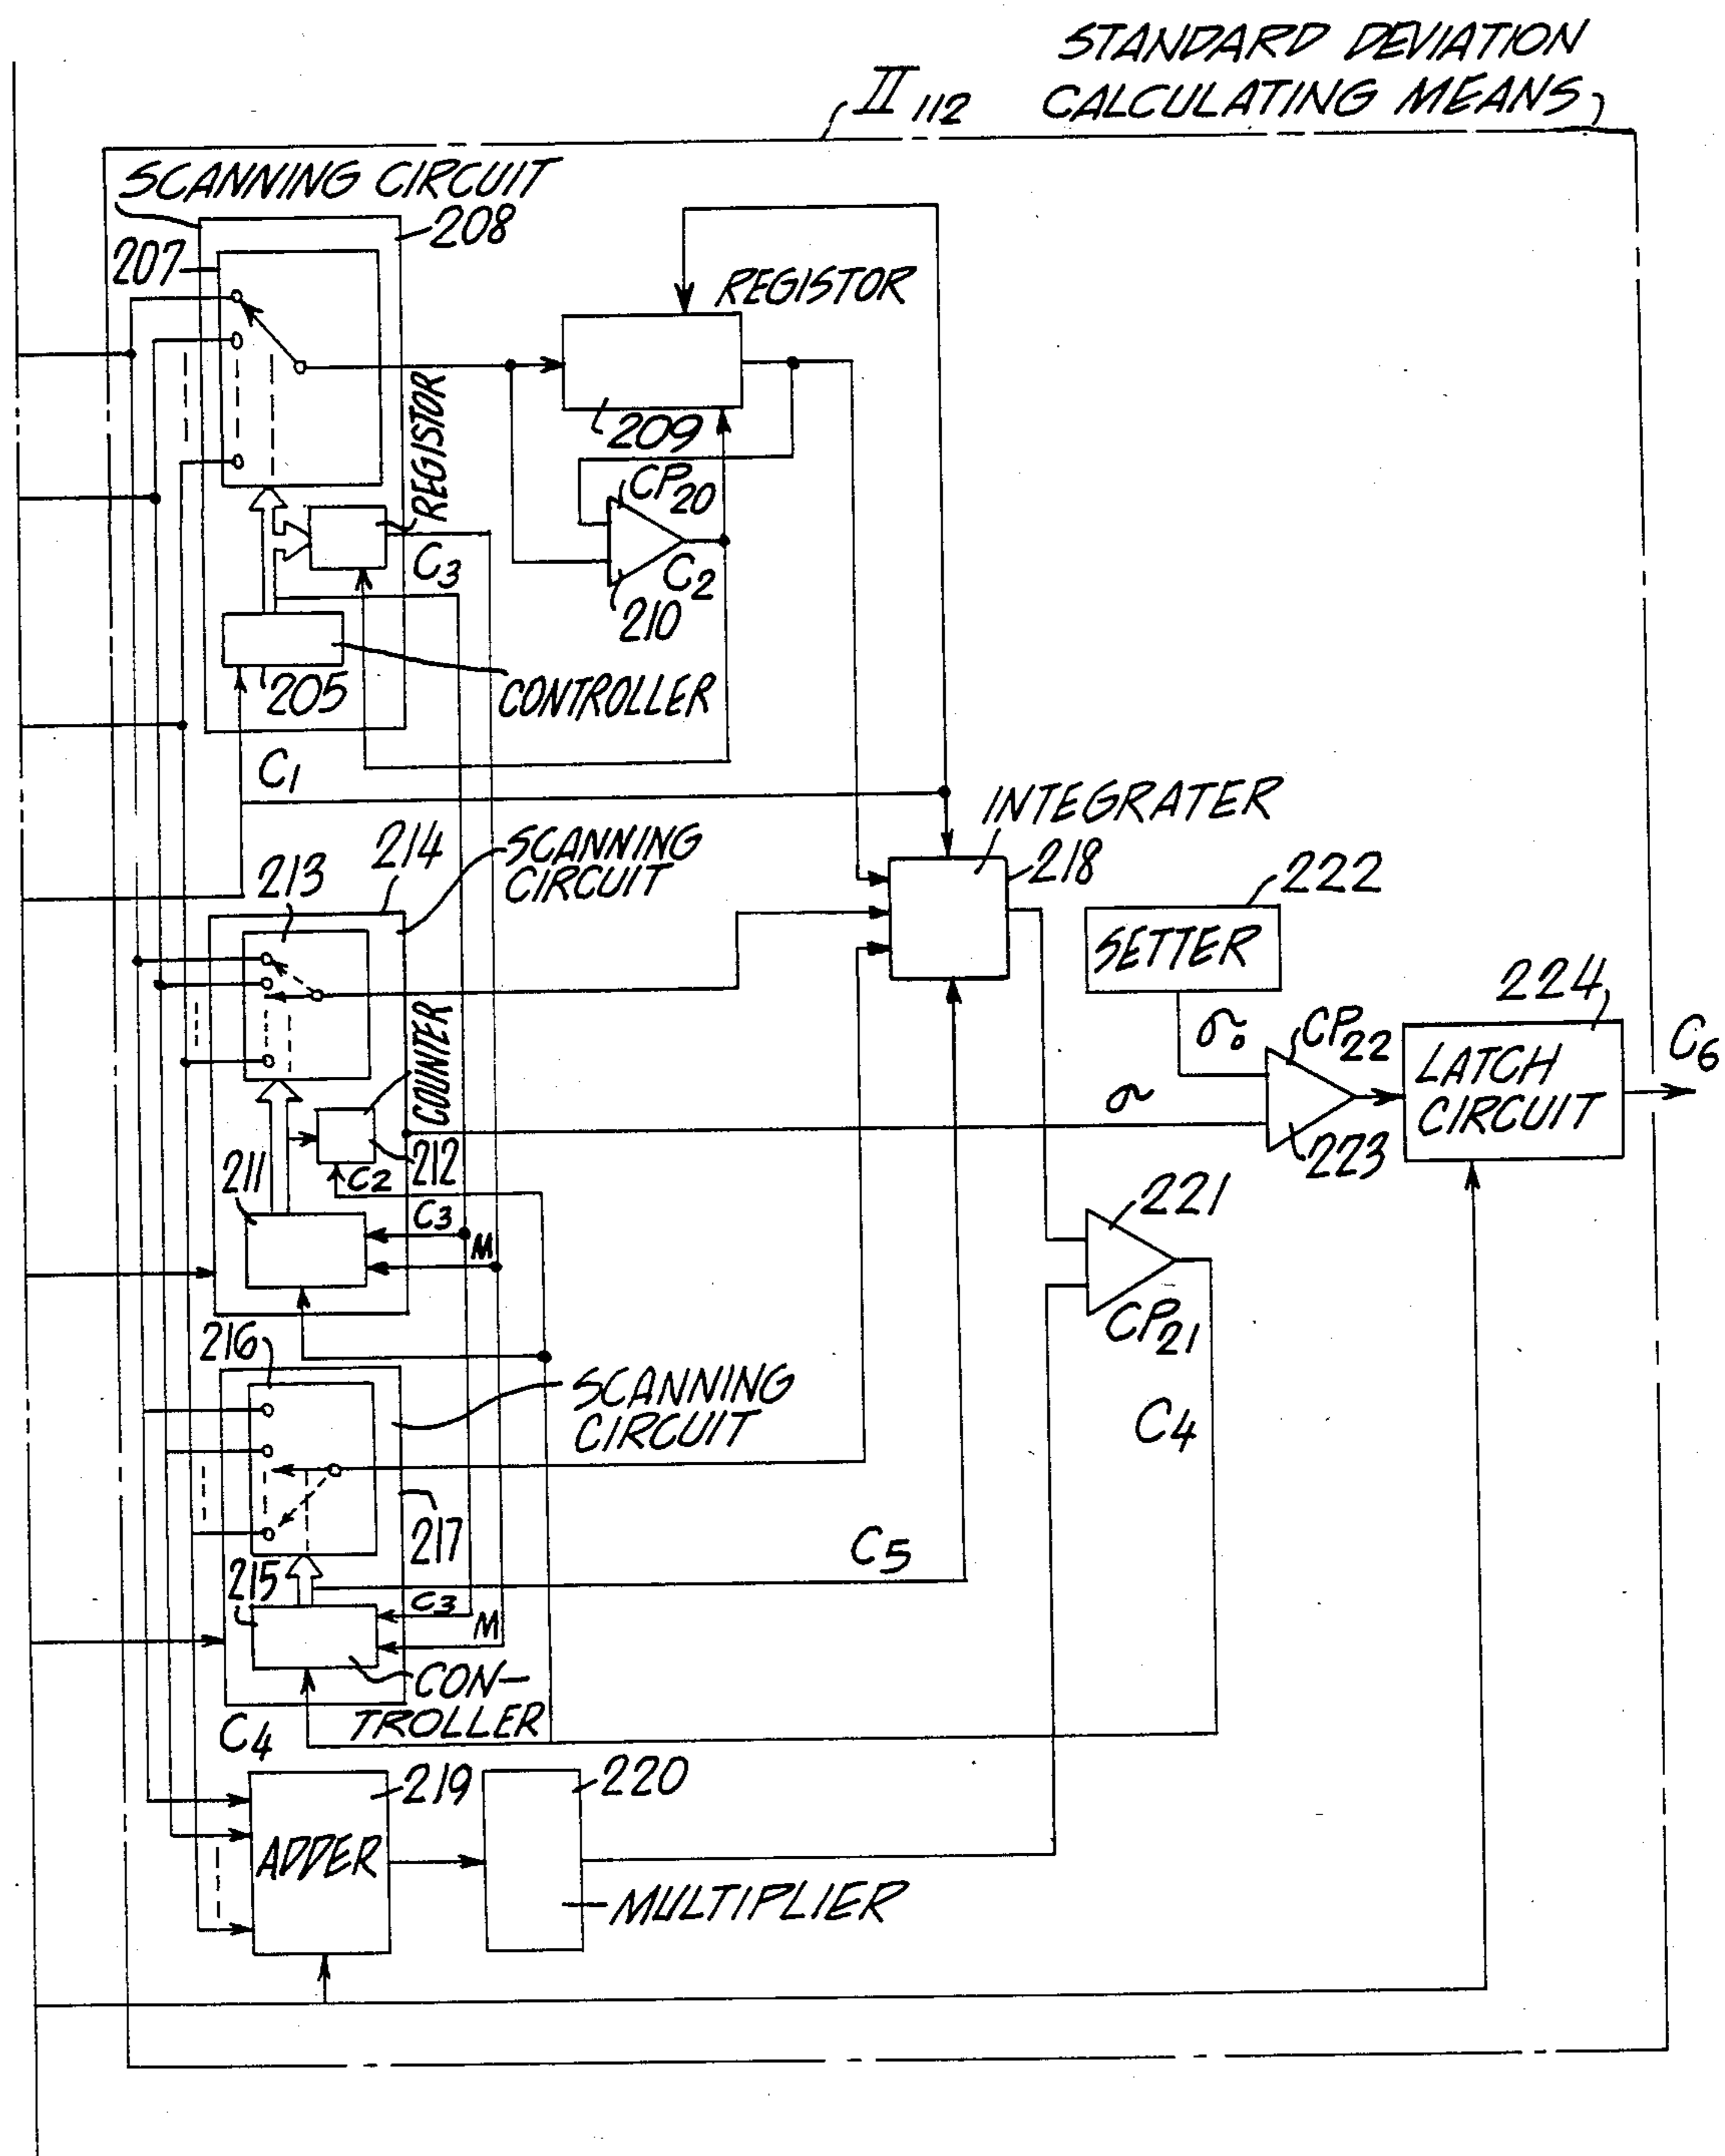 STANDARD DEVIATION
CALCULATING MEANS
II 112
SCANNING CIRCUIT
208
207
REGISTOR
REGISTOR
209
CP20
C3
C2
210
205
CONTROLLER
C1
INTEGRATER
214
SCANNING
CIRCUIT
213
218
222
SETTER
224
COUNTER
σ0
CP22
C6
LATCH
CIRCUIT
σ
223
211
C2
212
C3
M
221
CP21
216
SCANNING
CIRCUIT
C4
217
C5
215
C3
M
CON-
TROLLER
C4
219
220
ADDER
MULTIPLIER